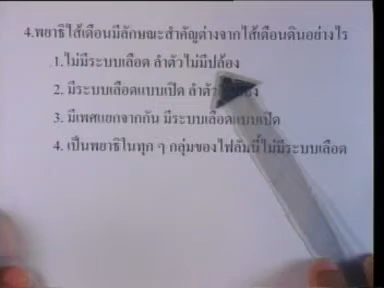 4.พยาธิไส้เดือนมีลักษณะสำคัญต่างจากไส้เดือนดินอย่างไร
1.ไม่มีระบบเลือด ลำตัวไม่มีปล้อง
2. มีระบบเลือดแบบเปิด ลำตัว
3. มีเพศแยกจากกัน มีระบบเลือดแบบเปิด
4. เป็นพยาธิในทุก ๆ กลุ่มของไฟลัมนี้ไม่มีระบบเลือด